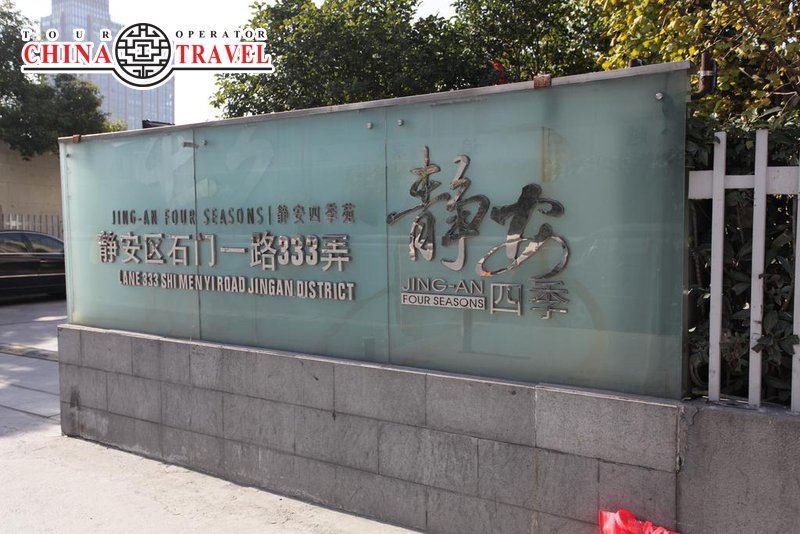 TOUR OPERATOR
CHINA TRAVEL
JING-AN FOUR SEASONS | 静安四季苑
静安区石门一路333弄
LANE 333 SHI MEN YI ROAD JINGAN DISTRICT
静安
JING-AN
FOUR SEASONS
四季